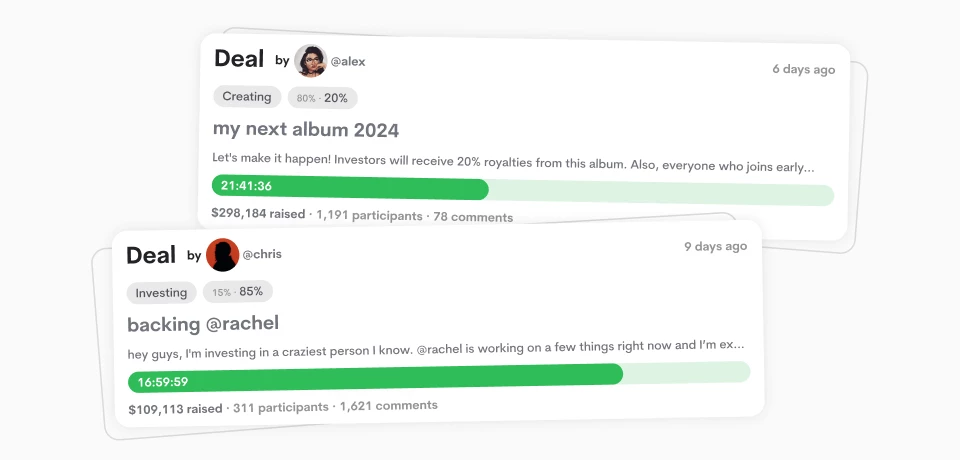 Deal by @alex 6 days ago
Creating 80% · 20%
my next album 2024
Let's make it happen! Investors will receive 20% royalties from this album. Also, everyone who joins early...
21:41:36
$298,184 raised · 1,191 participants · 78 comments
Deal by @chris 9 days ago
Investing 15% · 85%
backing @rachel
hey guys, I'm investing in a craziest person I know. @rachel is working on a few things right now and I'm ex...
16:59:59
$109,113 raised · 311 participants · 1,621 comments